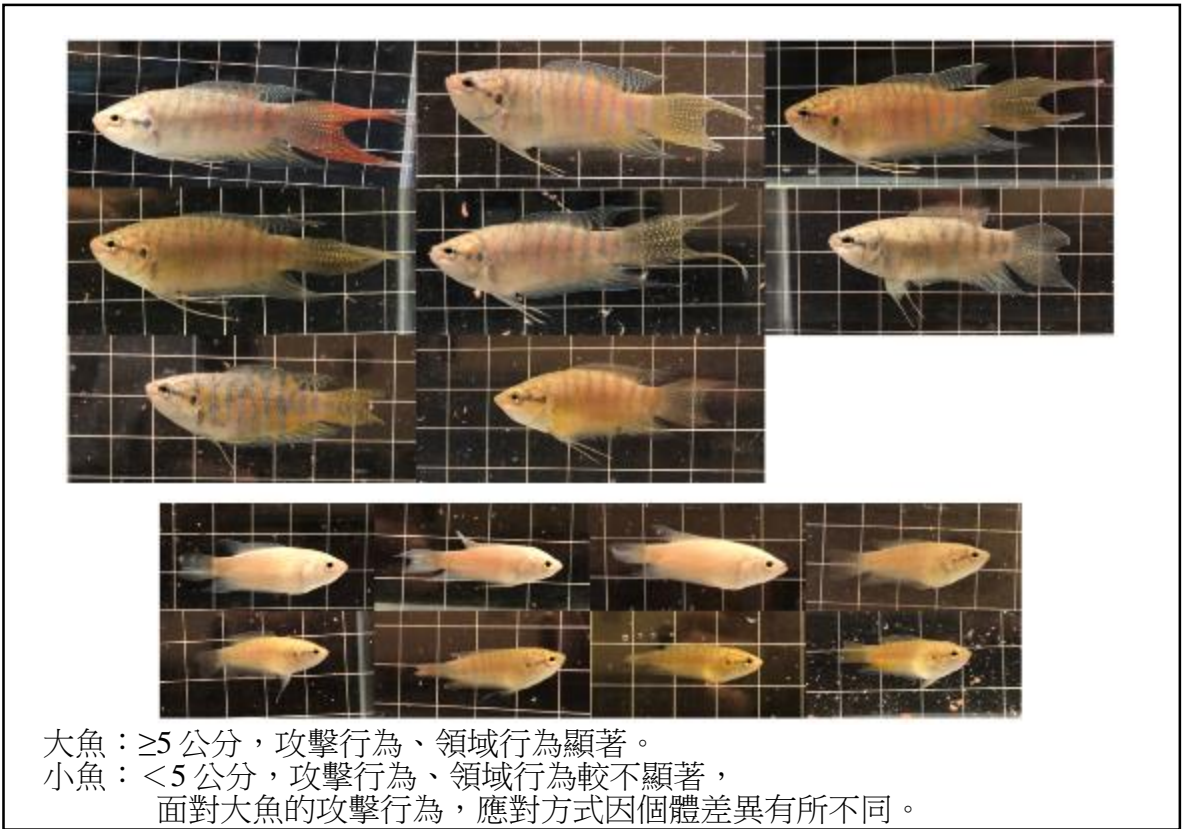 大魚：≥5 公分，攻擊行為、領域行為顯著。
小魚：＜5 公分，攻擊行為、領域行為較不顯著，
面對大魚的攻擊行為，應對方式因個體差異有所不同。